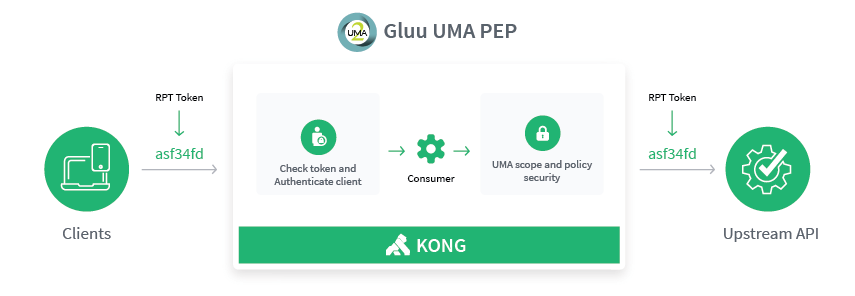 UMA
2
Gluu UMA PEP
RPT Token
asf34fd
Clients
Check token and
Authenticate client
Consumer
UMA scope and policy
security
KONG
RPT Token
asf34fd
Upstream API